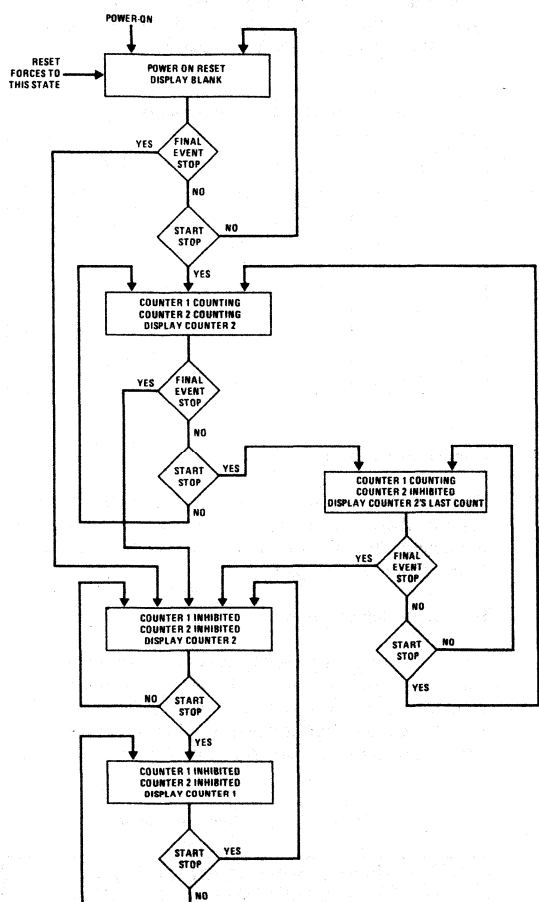 POWER-ON
RESET
FORCES TO
THIS STATE
POWER ON RESET
DISPLAY BLANK
YES
FINAL
EVENT
STOP
NO
START
STOP
NO
YES
COUNTER 1 COUNTING
COUNTER 2 COUNTING
DISPLAY COUNTER 2
YES
FINAL
EVENT
STOP
NO
START
STOP
YES
NO
COUNTER 1 COUNTING
COUNTER 2 INHIBITED
DISPLAY COUNTER 2'S LAST COUNT
YES
FINAL
EVENT
STOP
NO
START
STOP
NO
YES
COUNTER 1 INHIBITED
COUNTER 2 INHIBITED
DISPLAY COUNTER 2
NO
START
STOP
YES
COUNTER 1 INHIBITED
COUNTER 2 INHIBITED
DISPLAY COUNTER 1
START
STOP
YES
NO